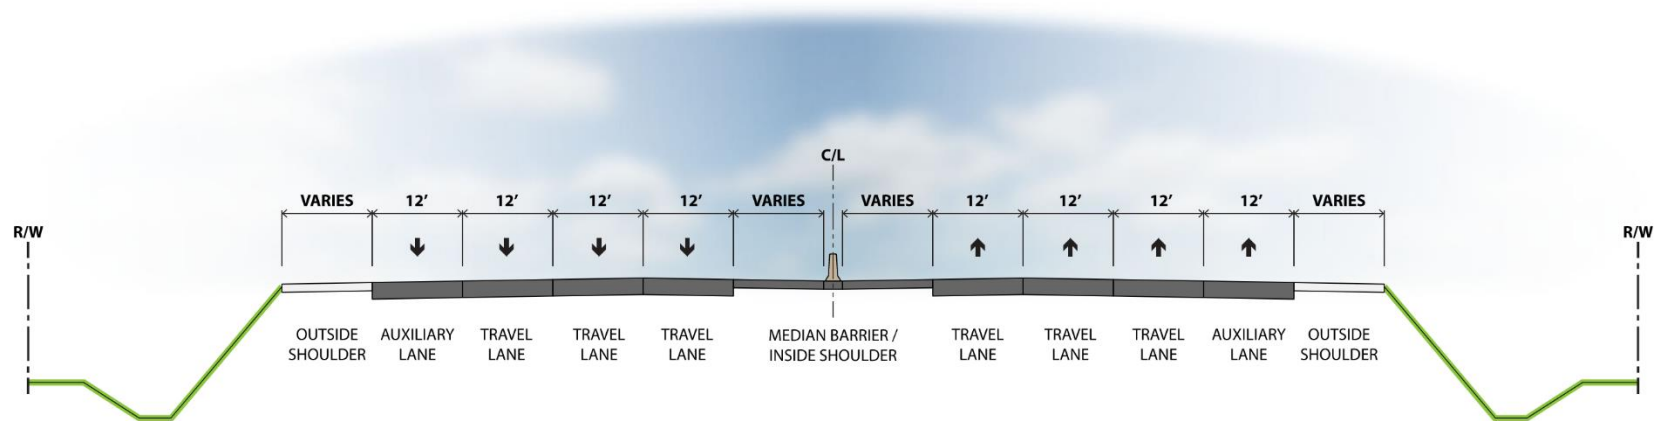 C/L
VARIES 12’ 12’ 12’ 12’ VARIES VARIES 12’ 12’ 12’ 12’ VARIES
R/W R/W
OUTSIDE AUXILIARY TRAVEL TRAVEL TRAVEL MEDIAN BARRIER / TRAVEL TRAVEL TRAVEL AUXILIARY OUTSIDE
SHOULDER LANE LANE LANE LANE INSIDE SHOULDER LANE LANE LANE LANE SHOULDER